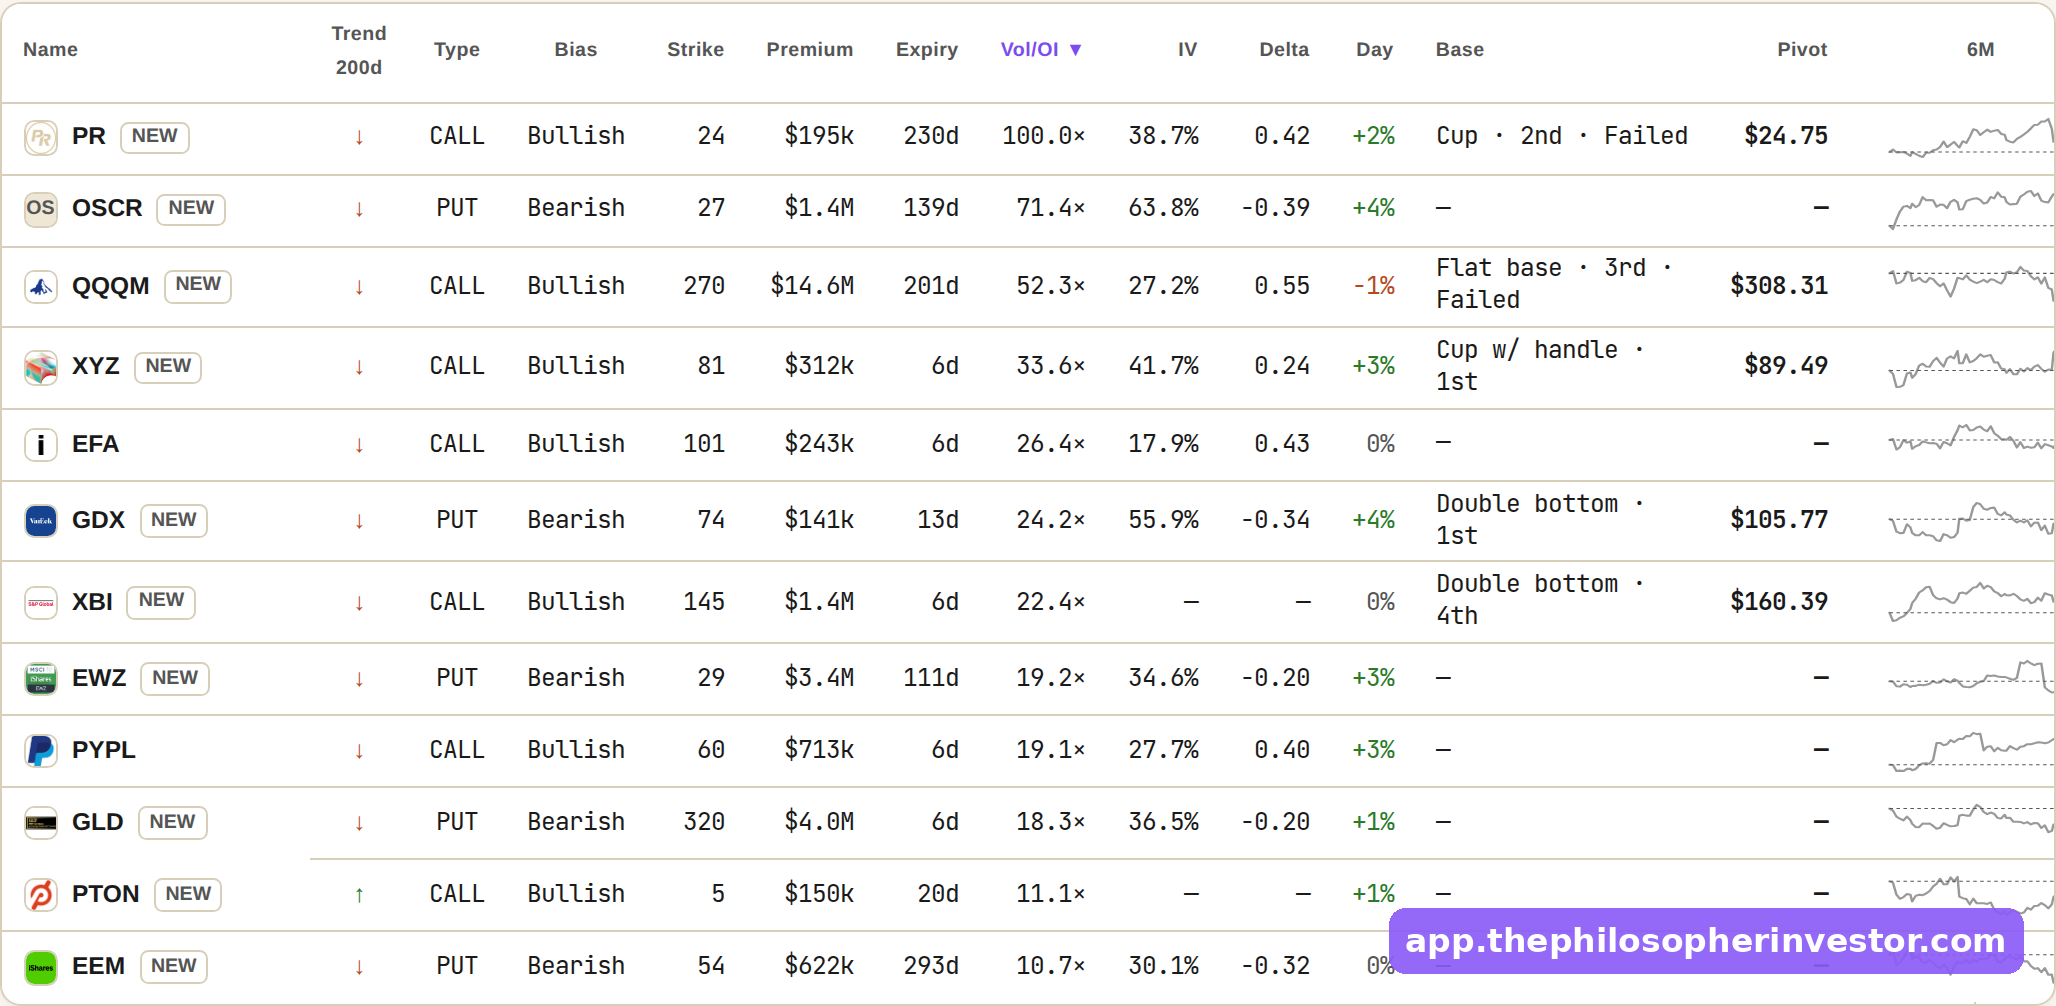 Name Trend 200d Type Bias Strike Premium Expiry Vol/OI ▼ IV Delta Day Base Pivot 6M
PR NEW ↓ CALL Bullish 24 $195k 230d 100.0× 38.7% 0.42 +2% Cup · 2nd · Failed $24.75
OS OSCR NEW ↓ PUT Bearish 27 $1.4M 139d 71.4× 63.8% -0.39 +4% — —
QQQM NEW ↓ CALL Bullish 270 $14.6M 201d 52.3× 27.2% 0.55 -1% Flat base · 3rd · Failed $308.31
XYZ NEW ↓ CALL Bullish 81 $312k 6d 33.6× 41.7% 0.24 +3% Cup w/ handle · 1st $89.49
i EFA ↓ CALL Bullish 101 $243k 6d 26.4× 17.9% 0.43 0% — —
VanEck GDX NEW ↓ PUT Bearish 74 $141k 13d 24.2× 55.9% -0.34 +4% Double bottom · 1st $105.77
S&P Global XBI NEW ↓ CALL Bullish 145 $1.4M 6d 22.4× — — 0% Double bottom · 4th $160.39
MSCI iShares EWZ EWZ NEW ↓ PUT Bearish 29 $3.4M 111d 19.2× 34.6% -0.20 +3% — —
PYPL ↓ CALL Bullish 60 $713k 6d 19.1× 27.7% 0.40 +3% — —
GLD NEW ↓ PUT Bearish 320 $4.0M 6d 18.3× 36.5% -0.20 +1% — —
PTON NEW ↑ CALL Bullish 5 $150k 20d 11.1× — — +1% — —
iShares EEM NEW ↓ PUT Bearish 54 $622k 293d 10.7× 30.1% -0.32 0% — —
app.thephilosopherinvestor.com